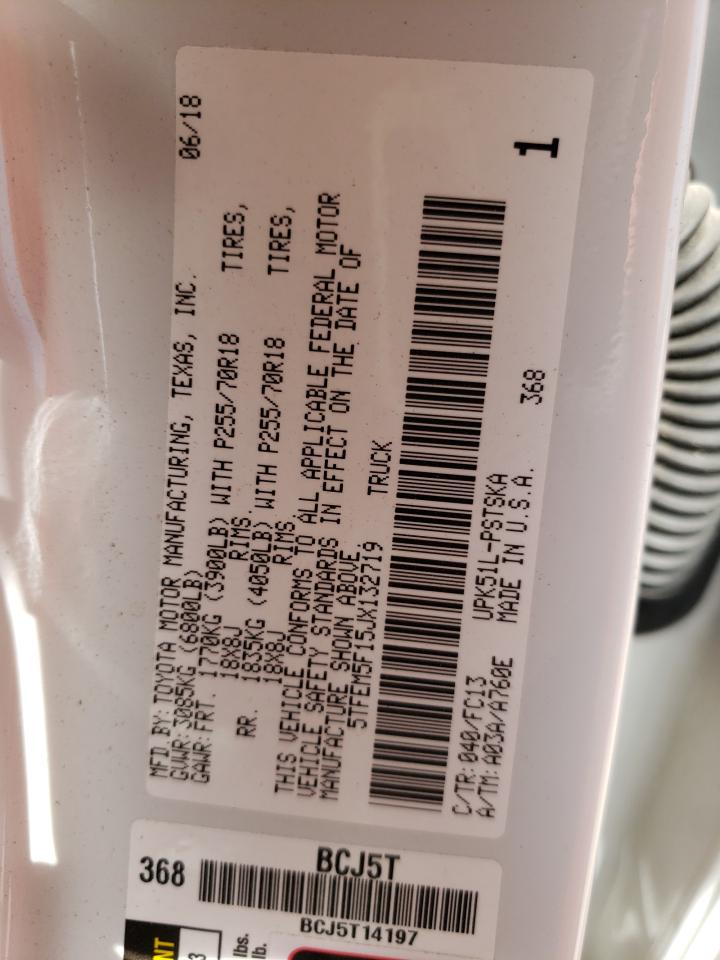 MFD BY: TOYOTA MOTOR MANUFACTURING, TEXAS, INC. 06/18
GVWR: 3085KG (6800LB)
GAWR: FRT. 1770KG (3900LB) WITH P255/70R18 TIRES,
18X8J RIMS.
RR. 1835KG (4050LB) WITH P255/70R18 TIRES,
18X8J RIMS.
THIS VEHICLE CONFORMS TO ALL APPLICABLE FEDERAL MOTOR
VEHICLE SAFETY STANDARDS IN EFFECT ON THE DATE OF
MANUFACTURE SHOWN ABOVE.
5TFEM5F15JX132719 TRUCK
C/TR: 040/FC13 UPK51L-PSTSKA 368
A/TM: A03A/A760E MADE IN U.S.A.
1
368 BCJ5T
BCJ5T14197
NT
3
lbs.
lb.